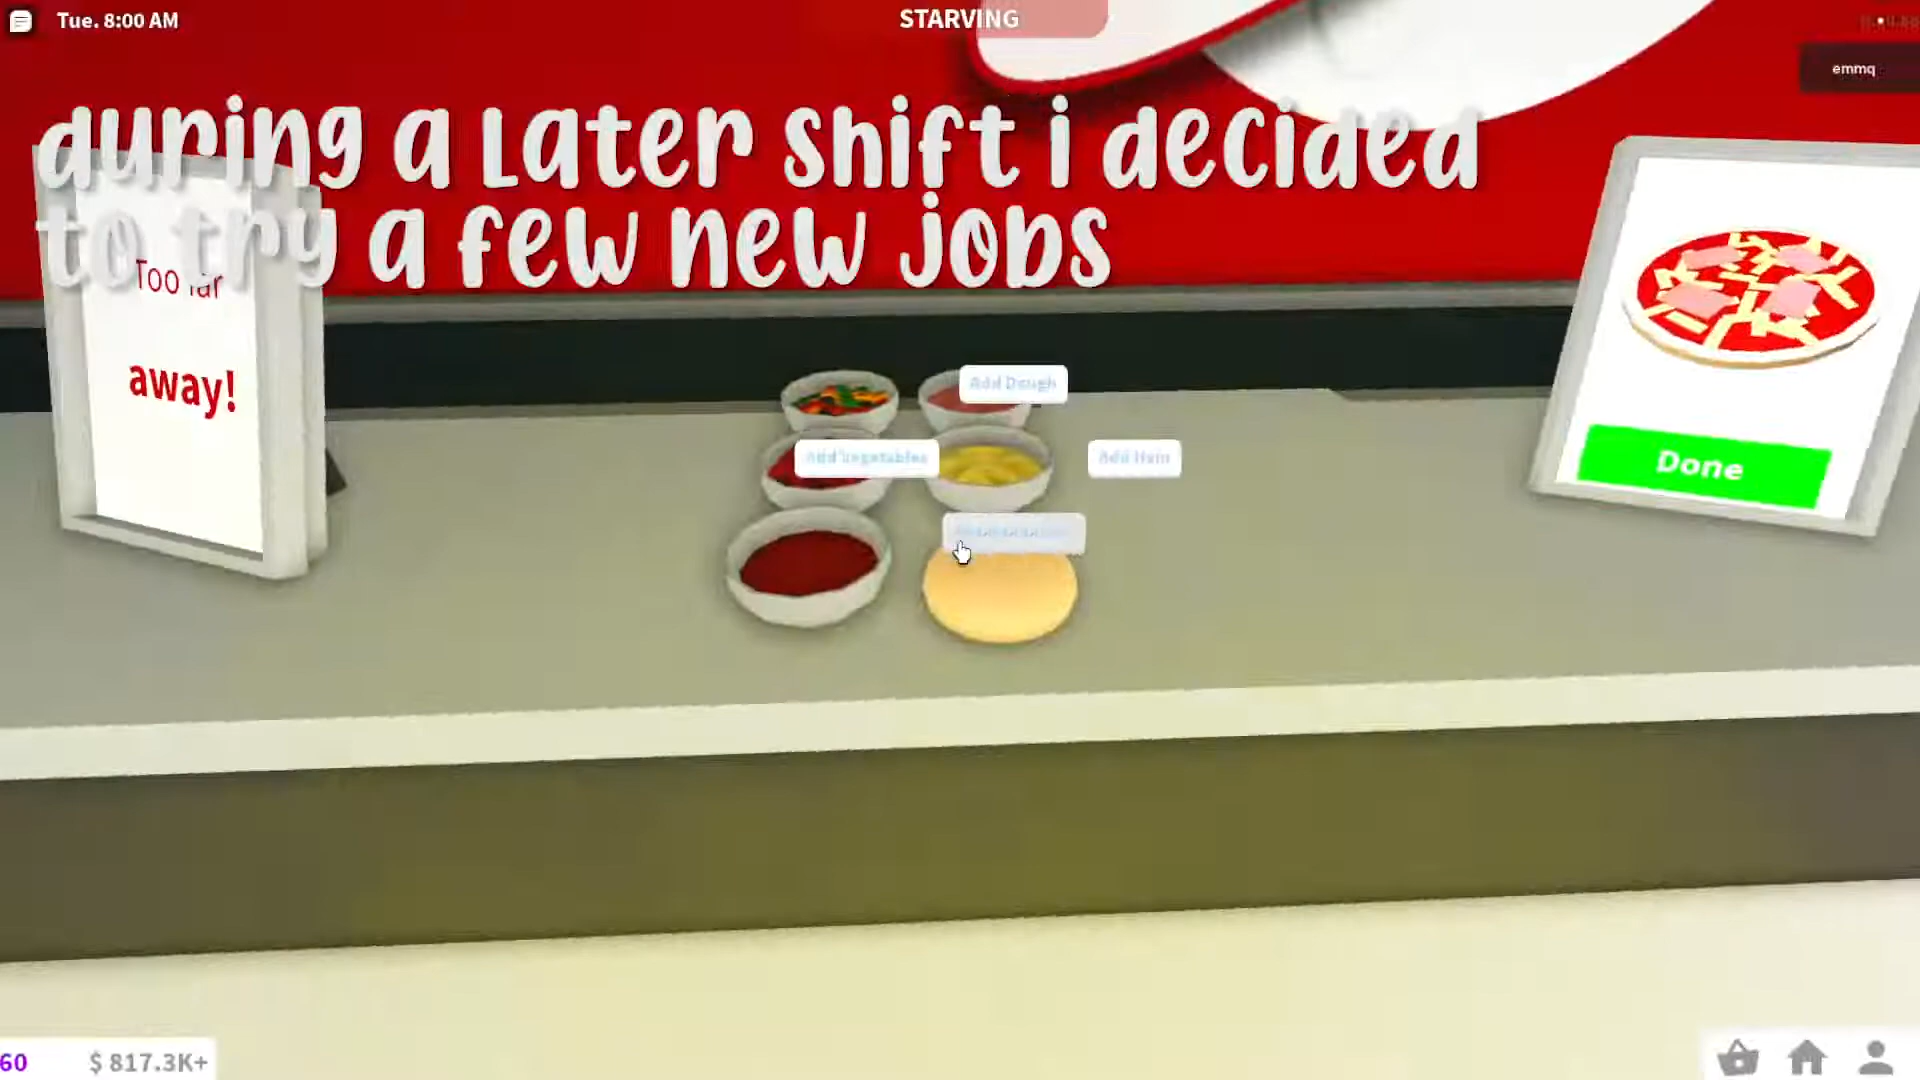 Tue. 8:00 AM
STARVING
emmq
during a later shift i decided
to try a few new jobs
Too far
away!
Add Dough
Add Vegetables
Add Ham
Done
60
$ 817.3K+